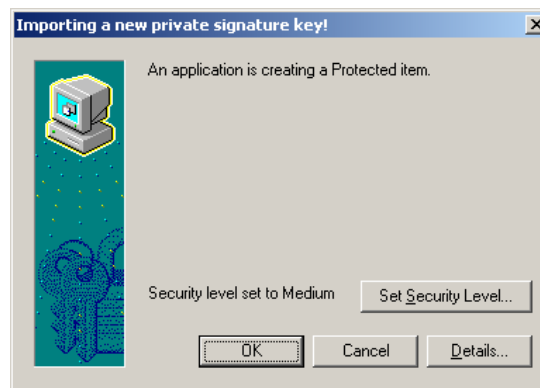 Importing a new private signature key!
An application is creating a Protected item.
Security level set to Medium
Set Security Level...
OK
Cancel
Details...